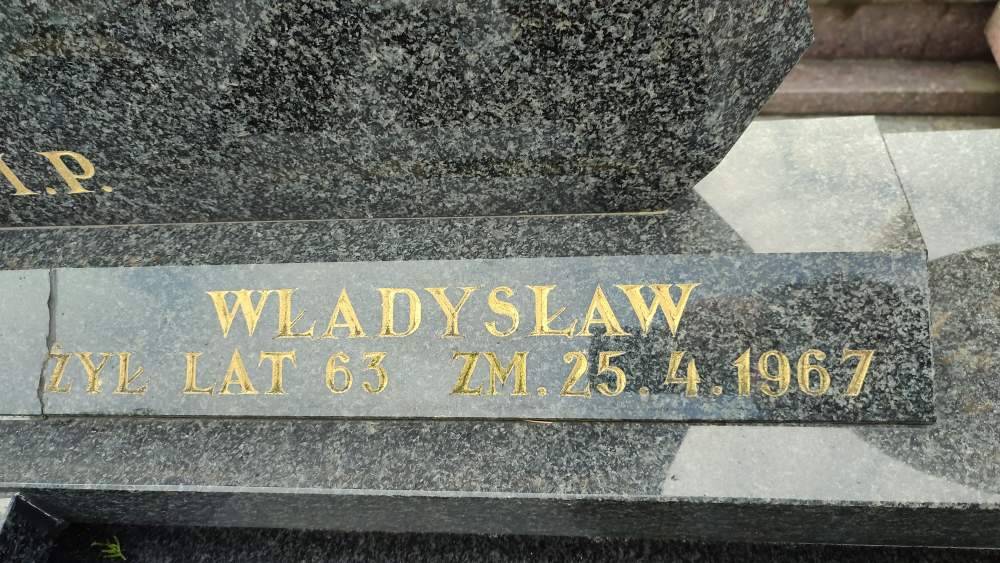 I.P.
WŁADYSŁAW
ŻYŁ LAT 63 ZM. 25.4.1967